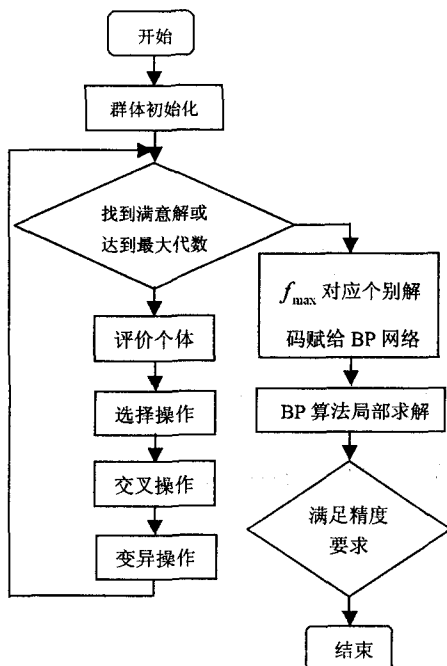 开始
群体初始化
找到满意解或
达到最大代数
评价个体
选择操作
交叉操作
变异操作
f_max 对应个别解
码赋给 BP 网络
BP 算法局部求解
满足精度
要求
结束